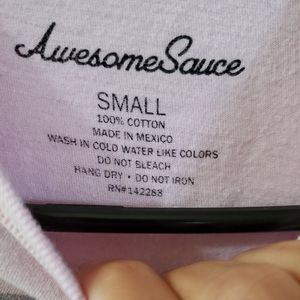 AwesomeSauce
SMALL
100% COTTON
MADE IN MEXICO
WASH IN COLD WATER LIKE COLORS
DO NOT BLEACH
HANG DRY • DO NOT IRON
RN#142288